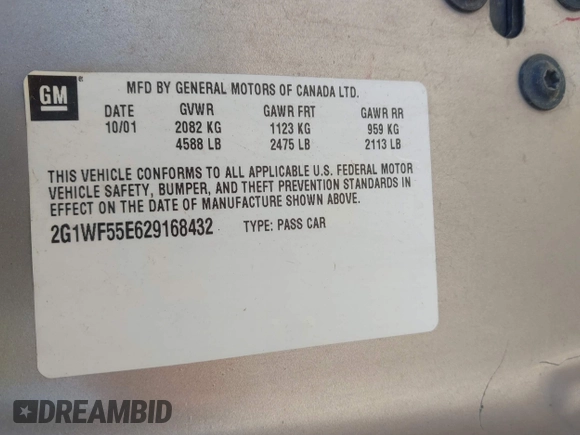 GM
MFD BY GENERAL MOTORS OF CANADA LTD.
DATE GVWR GAWR FRT GAWR RR
10/01 2082 KG 1123 KG 959 KG
4588 LB 2475 LB 2113 LB
THIS VEHICLE CONFORMS TO ALL APPLICABLE U.S. FEDERAL MOTOR
VEHICLE SAFETY, BUMPER, AND THEFT PREVENTION STANDARDS IN
EFFECT ON THE DATE OF MANUFACTURE SHOWN ABOVE.
2G1WF55E629168432 TYPE: PASS CAR
DREAMBID